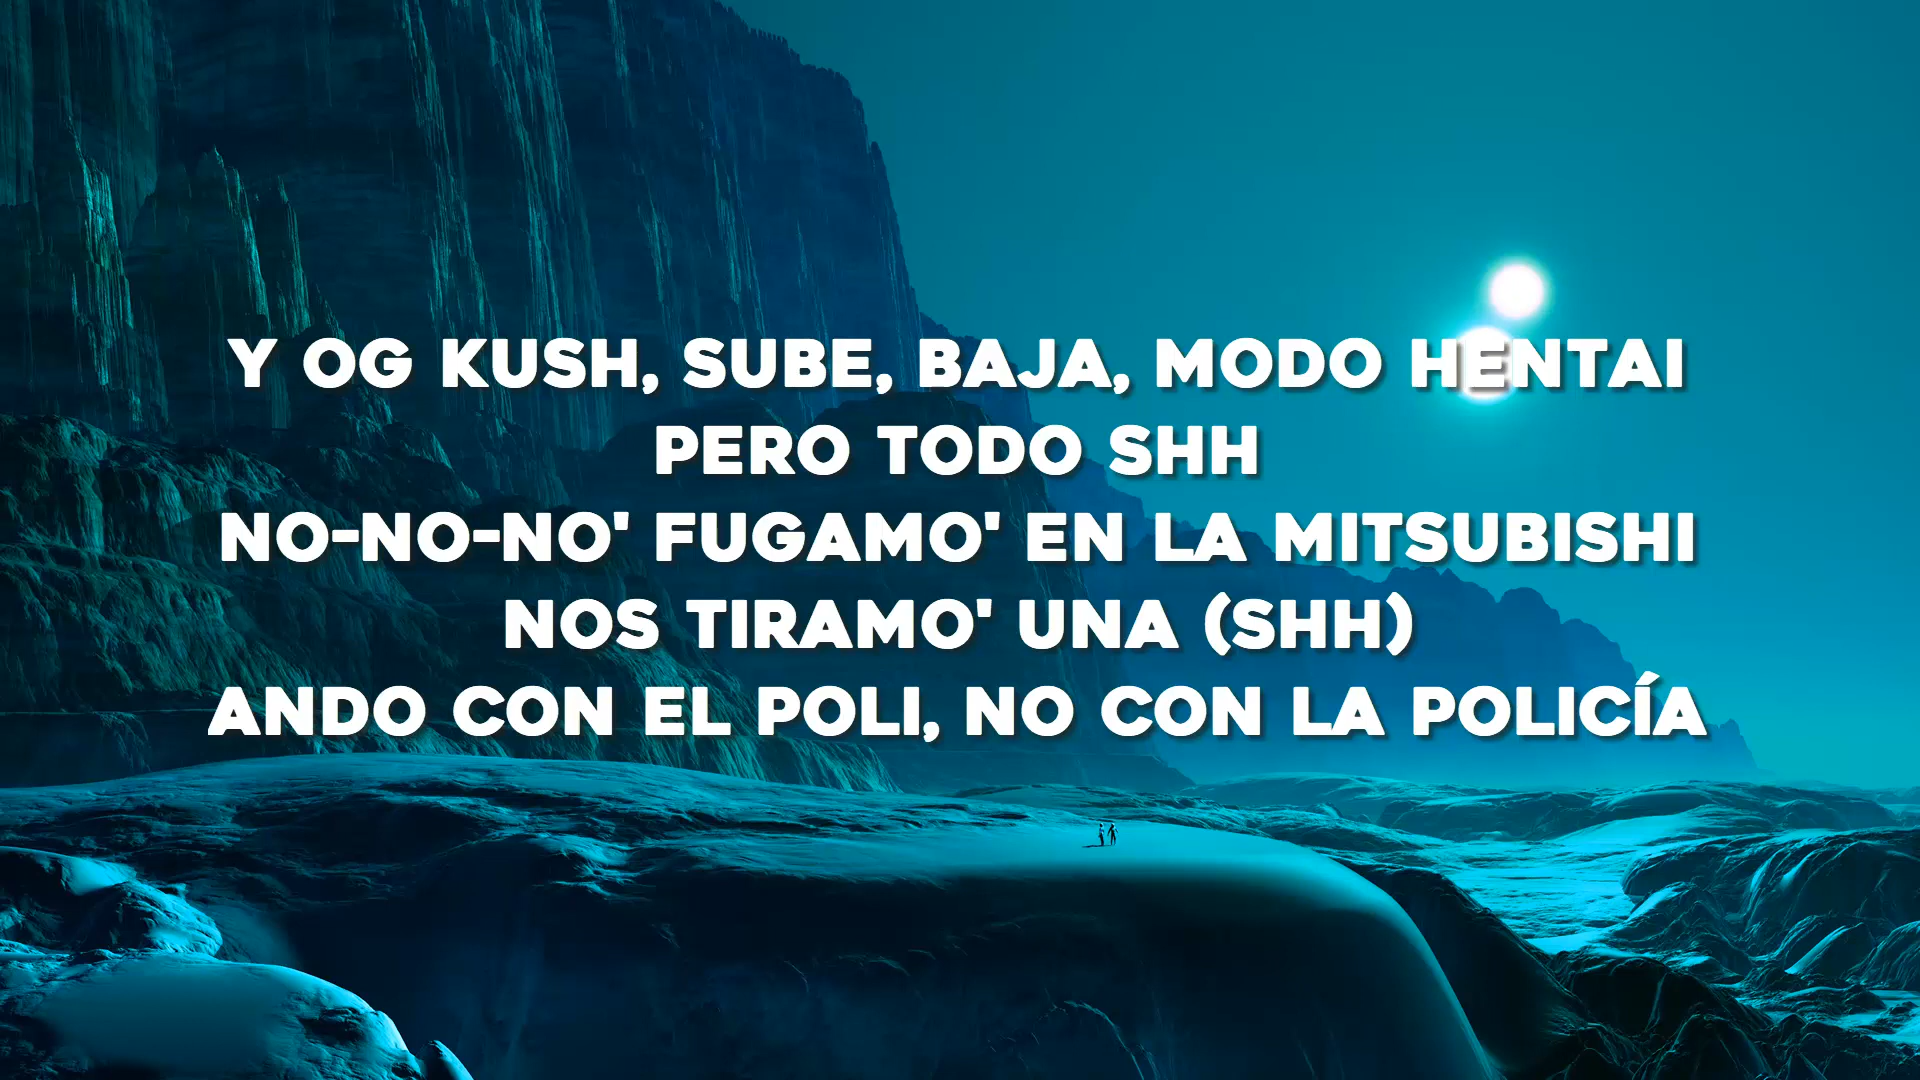 Y OG KUSH, SUBE, BAJA, MODO HENTAI
PERO TODO SHH
NO-NO-NO' FUGAMO' EN LA MITSUBISHI
NOS TIRAMO' UNA (SHH)
ANDO CON EL POLI, NO CON LA POLICÍA